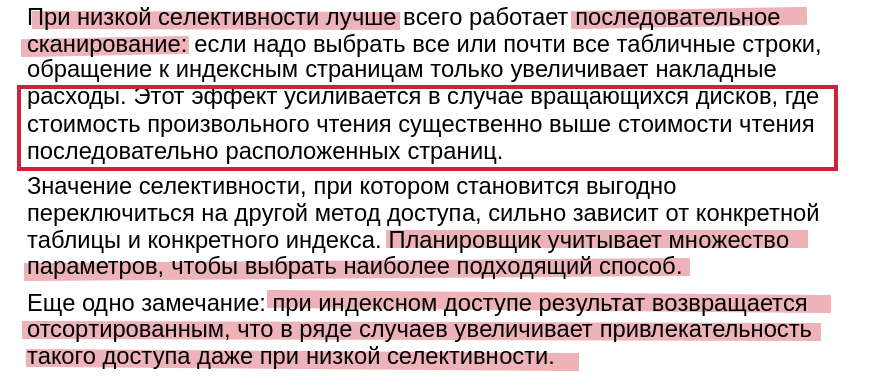 При низкой селективности лучше всего работает последовательное
сканирование: если надо выбрать все или почти все табличные строки,
обращение к индексным страницам только увеличивает накладные
расходы. Этот эффект усиливается в случае вращающихся дисков, где
стоимость произвольного чтения существенно выше стоимости чтения
последовательно расположенных страниц.
Значение селективности, при котором становится выгодно
переключиться на другой метод доступа, сильно зависит от конкретной
таблицы и конкретного индекса. Планировщик учитывает множество
параметров, чтобы выбрать наиболее подходящий способ.
Еще одно замечание: при индексном доступе результат возвращается
отсортированным, что в ряде случаев увеличивает привлекательность
такого доступа даже при низкой селективности.